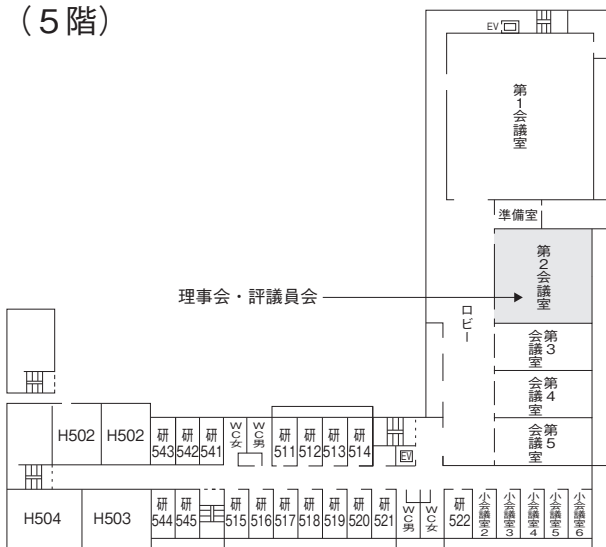 （５階）
EV
第１会議室
準備室
第２会議室
理事会・評議員会
ロビー
第３会議室
第４会議室
第５会議室
H502
H502
研543
研542
研541
WC女
WC男
研511
研512
研513
研514
EV
H504
H503
研544
研545
研515
研516
研517
研518
研519
研520
研521
WC男
WC女
研522
小会議室2
小会議室3
小会議室4
小会議室5
小会議室6